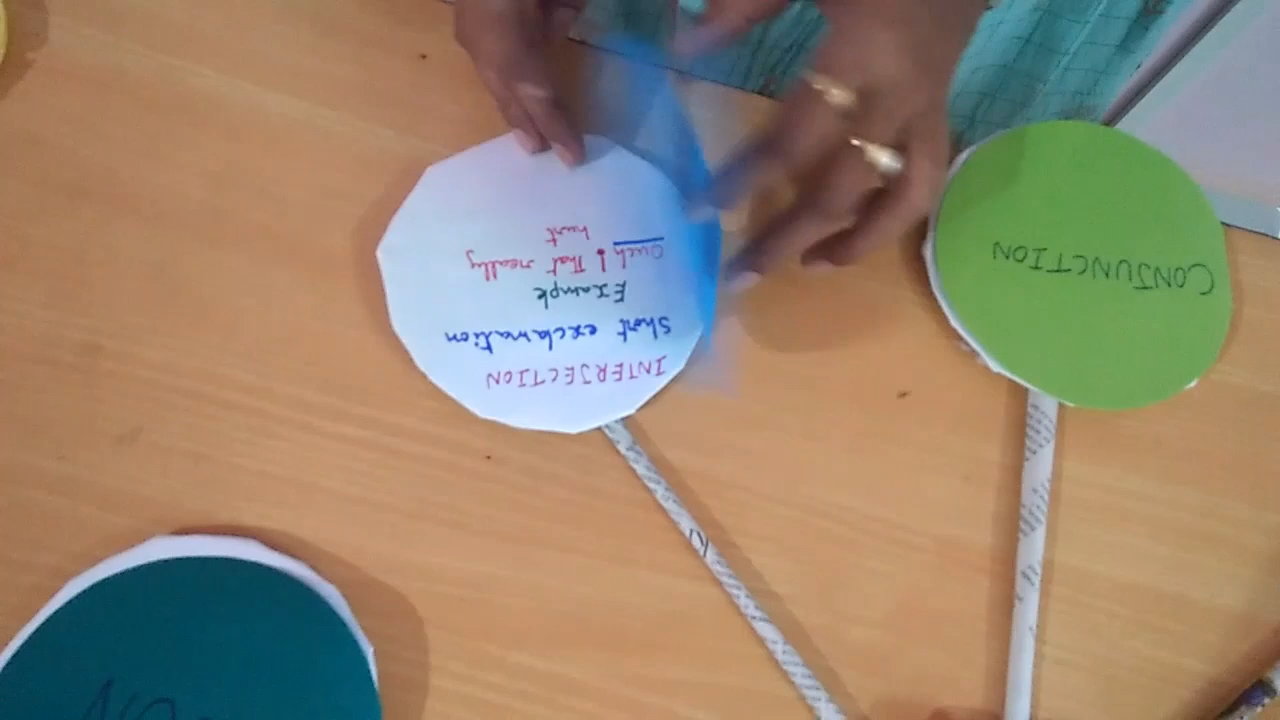 INTERJECTION
Short exclamation
Example
Ouch! That really
hurt
CONJUNCTION